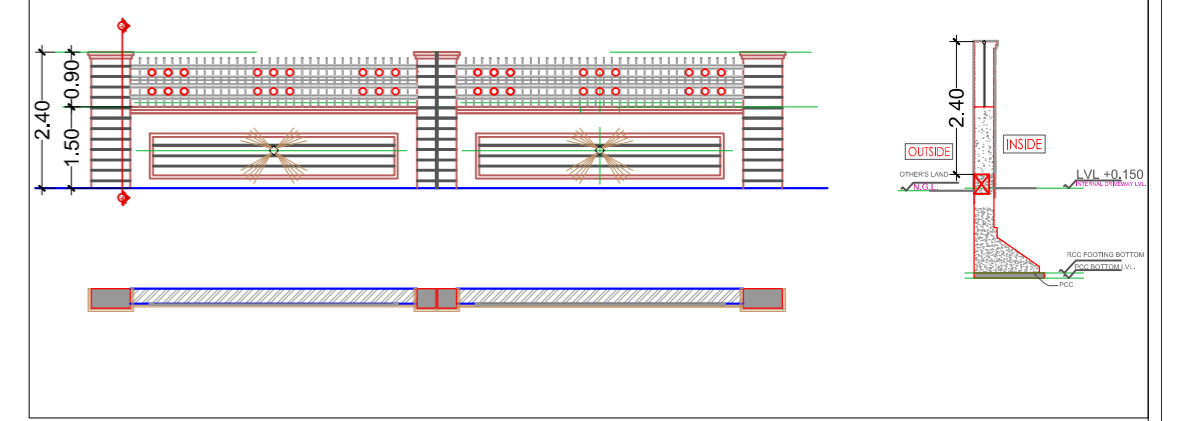 2.40
0.90
1.50
2.40
OUTSIDE
INSIDE
OTHER'S LAND
N.G.L.
LVL +0.150
INTERNAL DRIVEWAY LVL.
RCC FOOTING BOTTOM
PCC BOTTOM LVL.
PCC